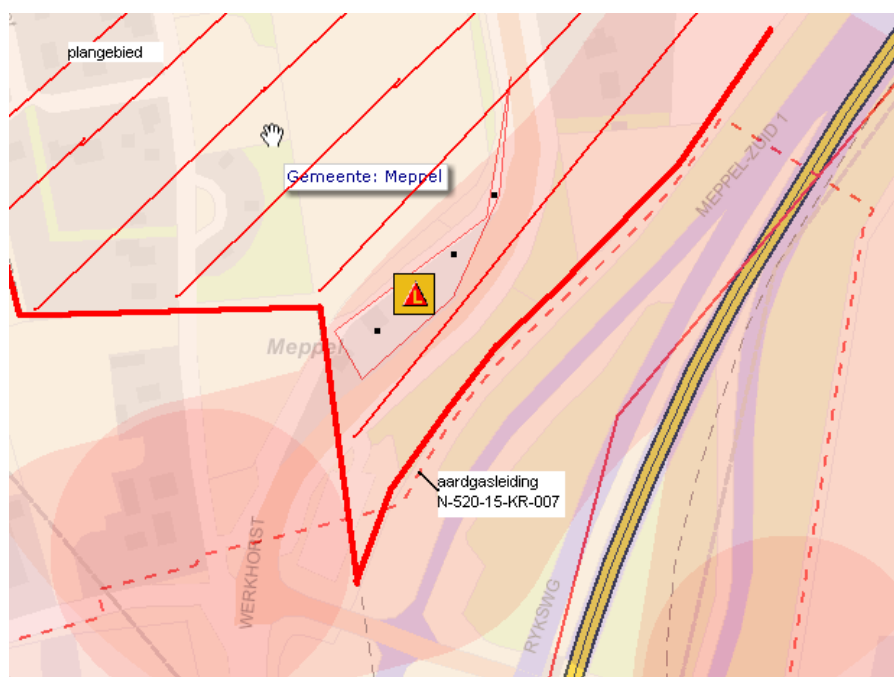 plangebied
Gemeente: Meppel
MEPPEL-ZUID 1
L
Meppel
aardgasleiding
N-520-15-KR-007
WERKHORST
RYKSWG